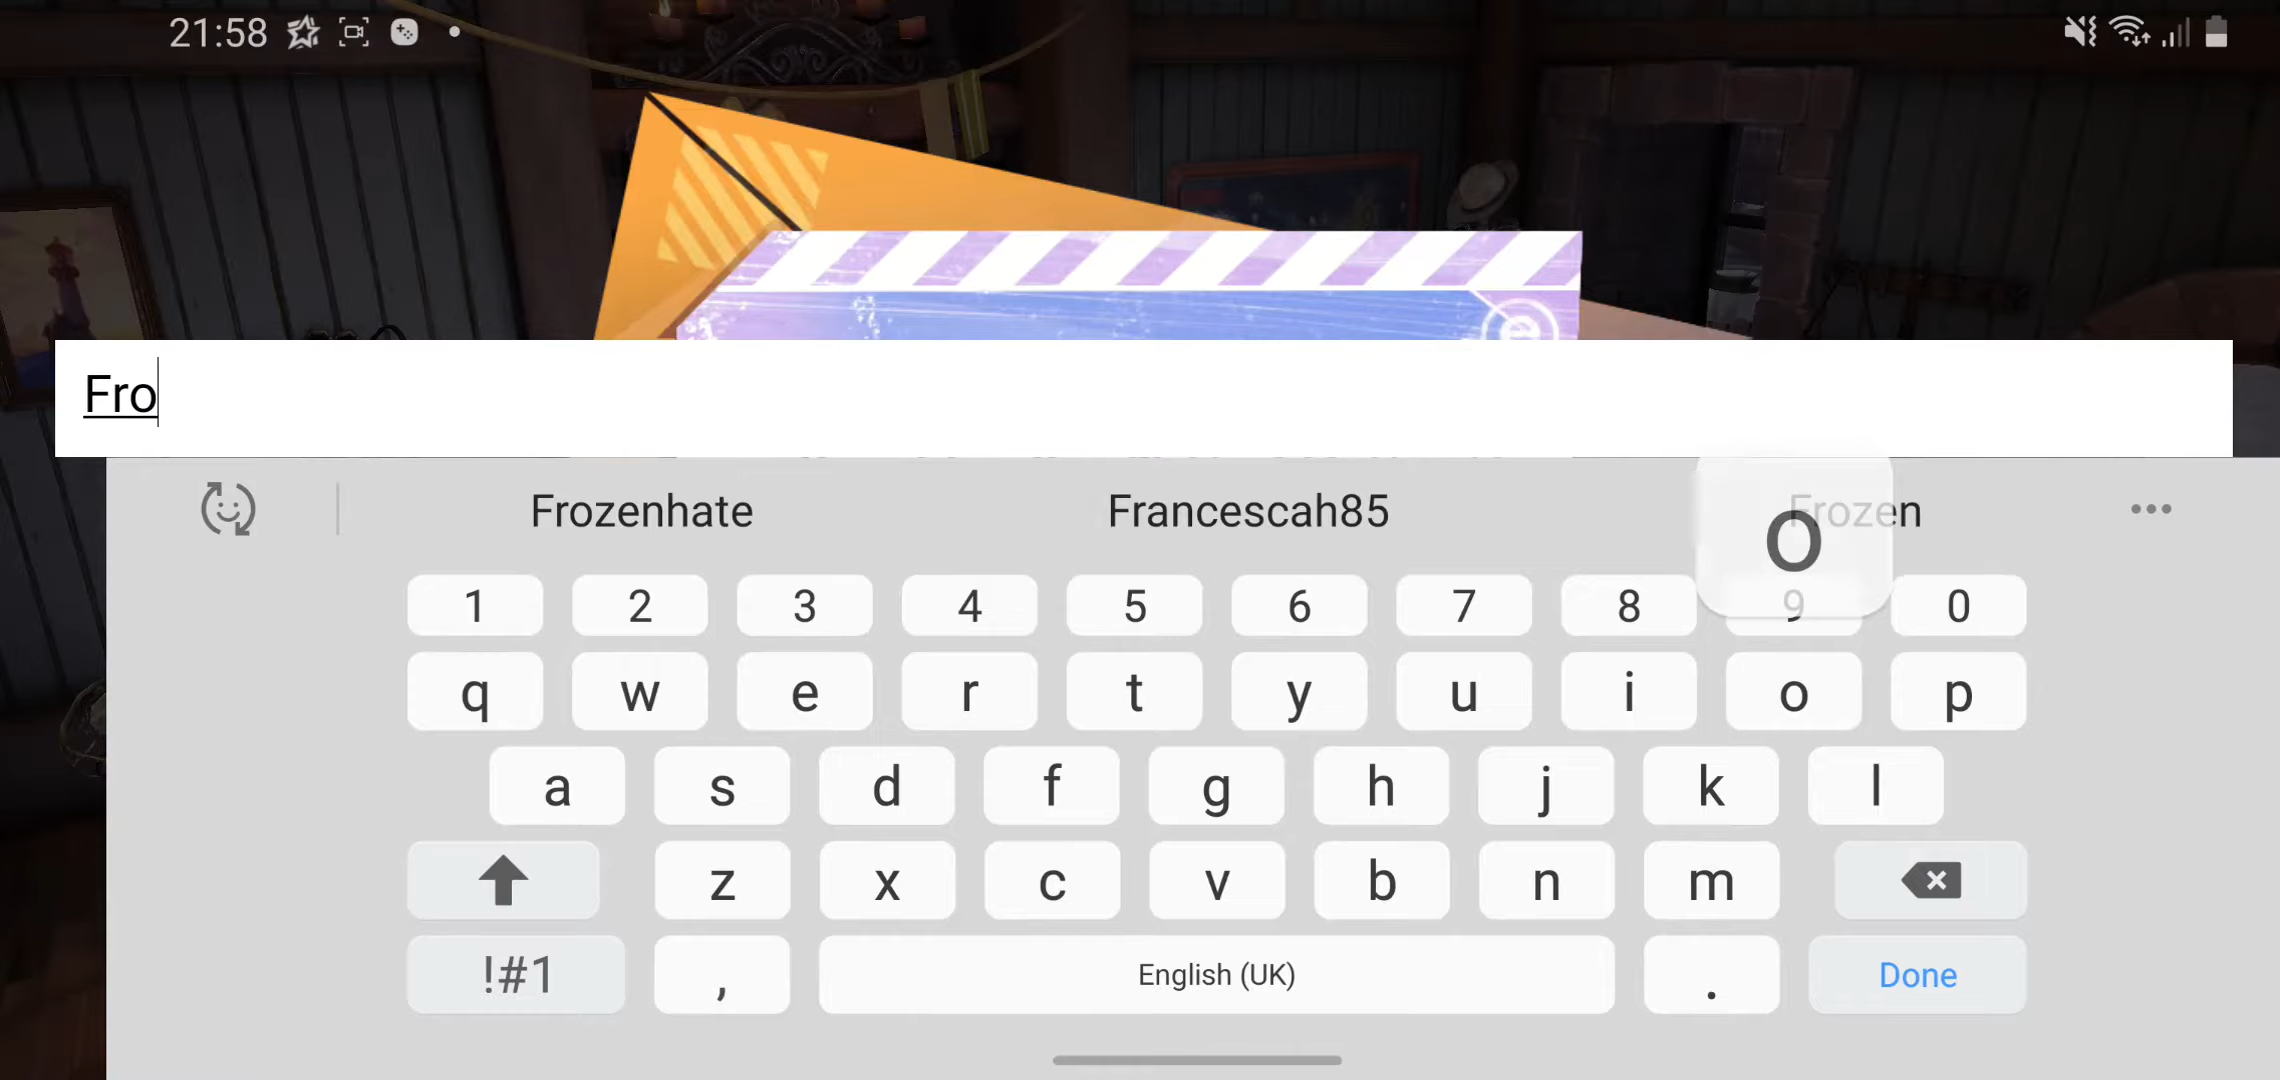 21:58
Fro
Frozenhate Francescah85 Frozen
o
1 2 3 4 5 6 7 8 9 0
q w e r t y u i o p
a s d f g h j k l
z x c v b n m
!#1 , English (UK) . Done